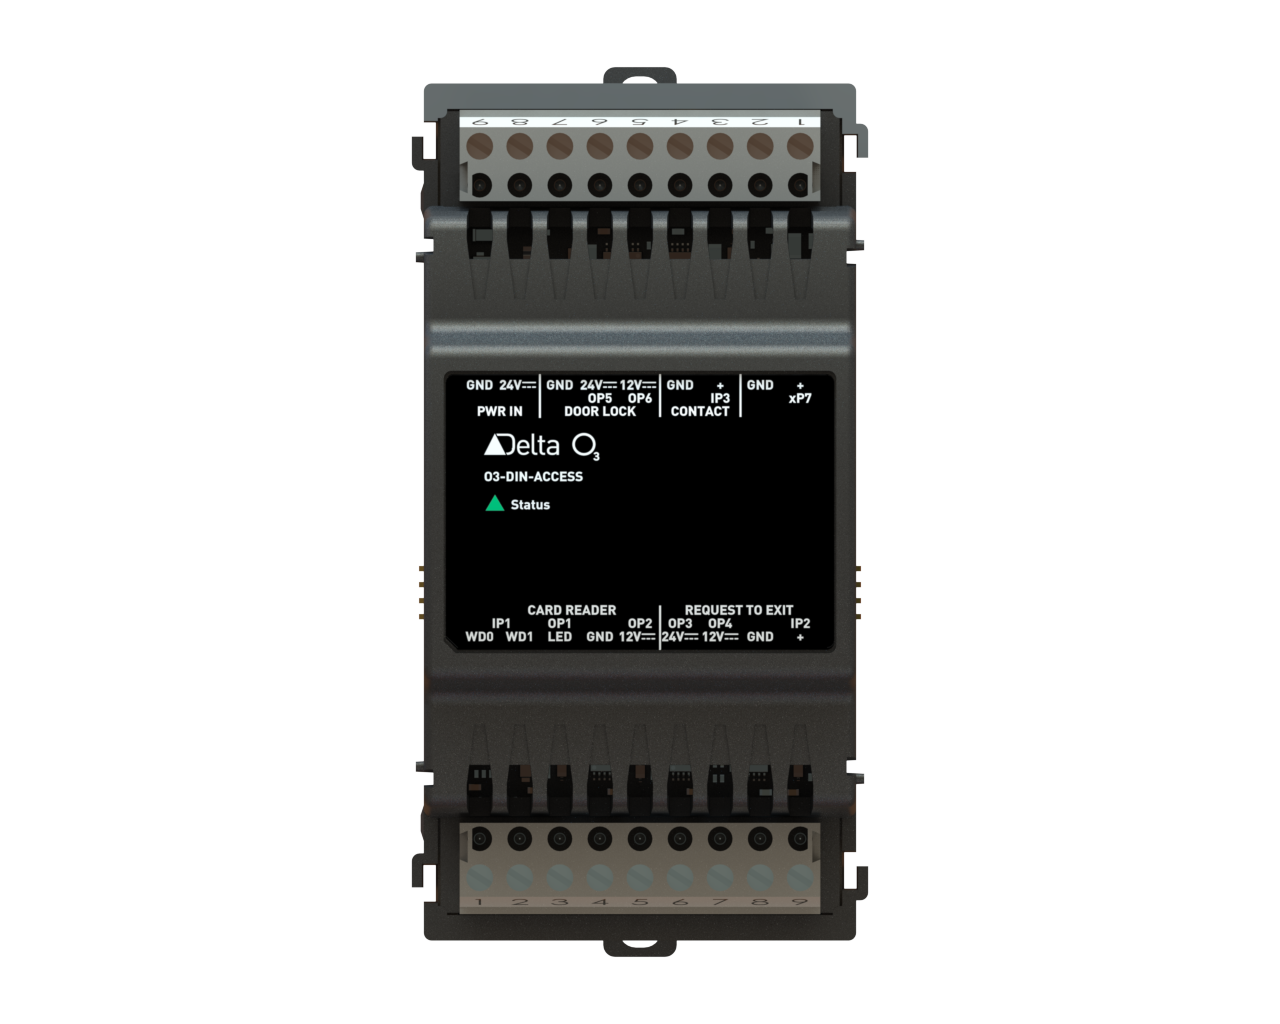 9 8 7 6 5 4 3 2 1
GND 24V⎓ GND 24V⎓ 12V⎓ GND + GND +
OP5 OP6 IP3 xP7
PWR IN DOOR LOCK CONTACT
Delta O3
O3-DIN-ACCESS
Status
CARD READER REQUEST TO EXIT
IP1 OP1 OP2 OP3 OP4 IP2
WD0 WD1 LED GND 12V⎓ 24V⎓ 12V⎓ GND +
1 2 3 4 5 6 7 8 9